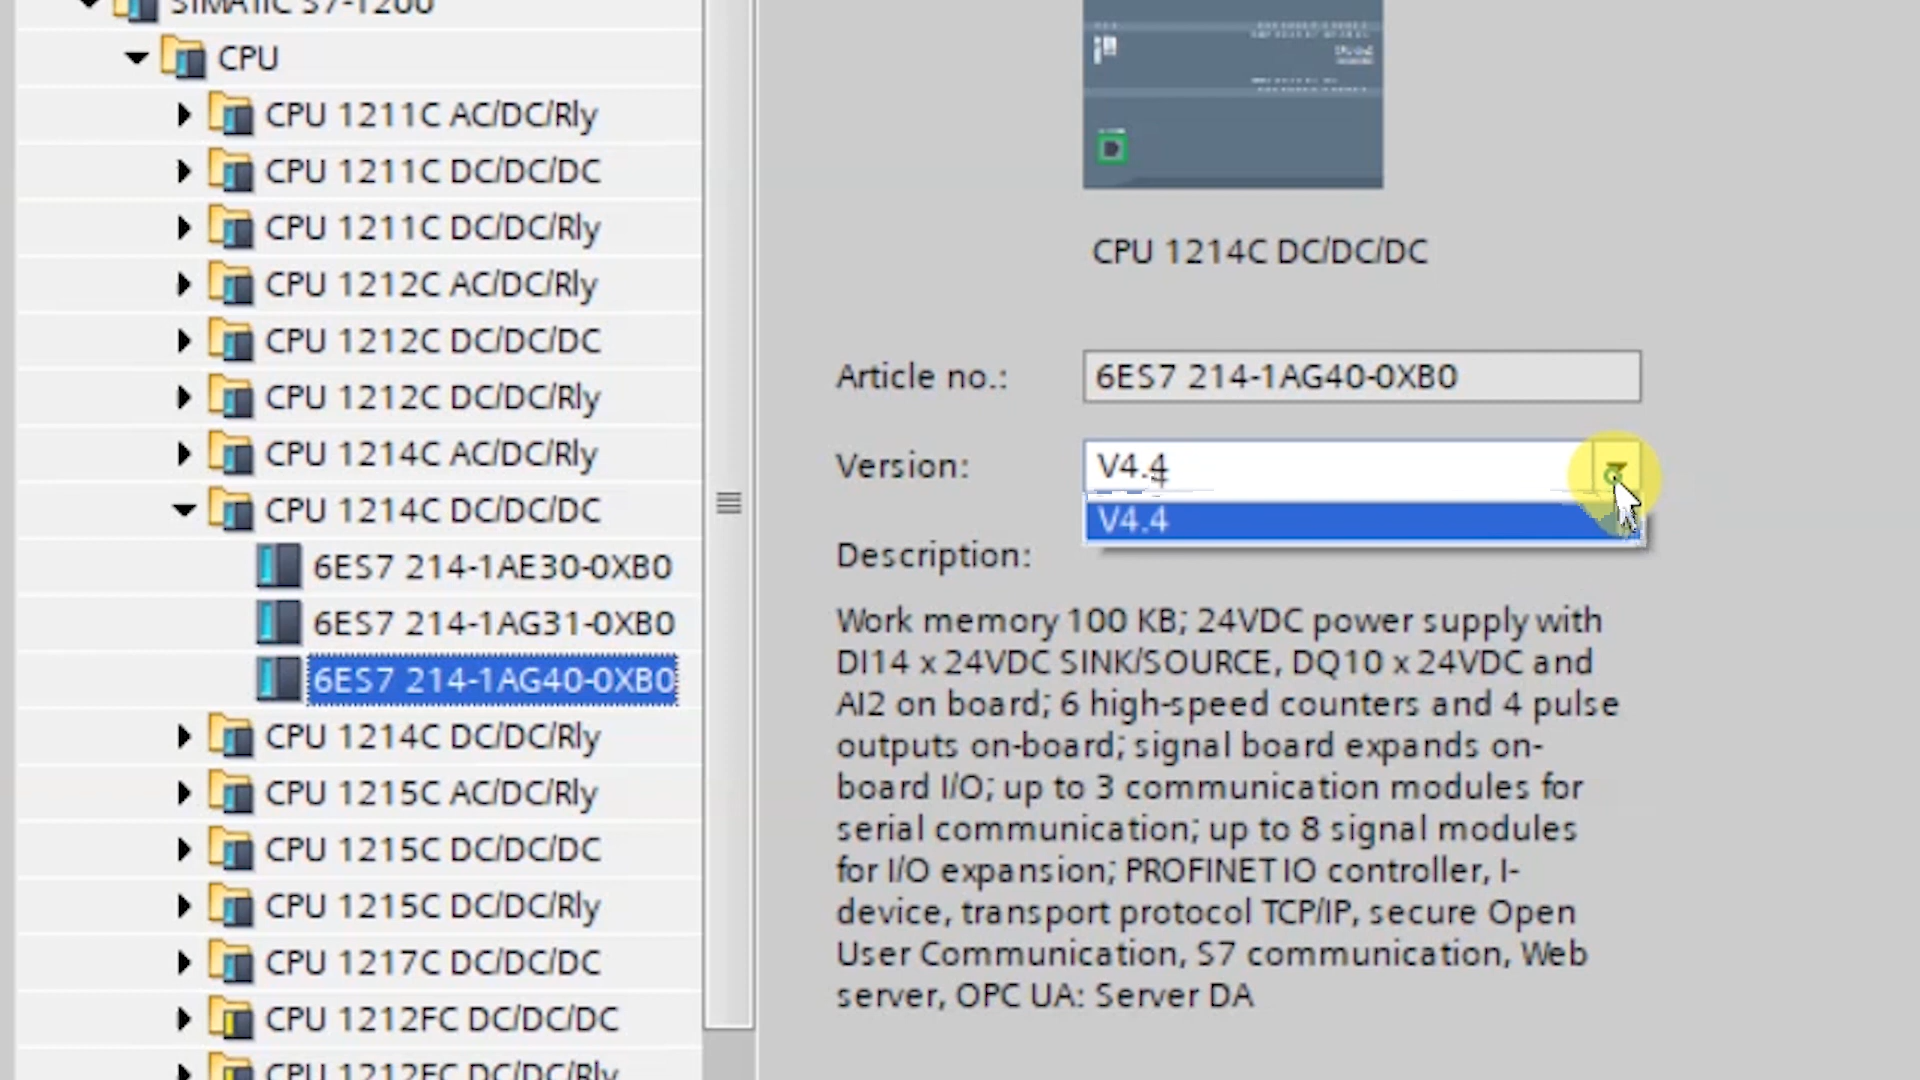 SIMATIC S7-1200
CPU
CPU 1211C AC/DC/Rly
CPU 1211C DC/DC/DC
CPU 1211C DC/DC/Rly
CPU 1212C AC/DC/Rly
CPU 1212C DC/DC/DC
CPU 1212C DC/DC/Rly
CPU 1214C AC/DC/Rly
CPU 1214C DC/DC/DC
6ES7 214-1AE30-0XB0
6ES7 214-1AG31-0XB0
6ES7 214-1AG40-0XB0
CPU 1214C DC/DC/Rly
CPU 1215C AC/DC/Rly
CPU 1215C DC/DC/DC
CPU 1215C DC/DC/Rly
CPU 1217C DC/DC/DC
CPU 1212FC DC/DC/DC
CPU 1212FC DC/DC/Rly
CPU 1214C DC/DC/DC
Article no.: 6ES7 214-1AG40-0XB0
Version: V4.4
V4.4
Description:
Work memory 100 KB; 24VDC power supply with
DI14 x 24VDC SINK/SOURCE, DQ10 x 24VDC and
AI2 on board; 6 high-speed counters and 4 pulse
outputs on-board; signal board expands on-
board I/O; up to 3 communication modules for
serial communication; up to 8 signal modules
for I/O expansion; PROFINET IO controller, I-
device, transport protocol TCP/IP, secure Open
User Communication, S7 communication, Web
server, OPC UA: Server DA